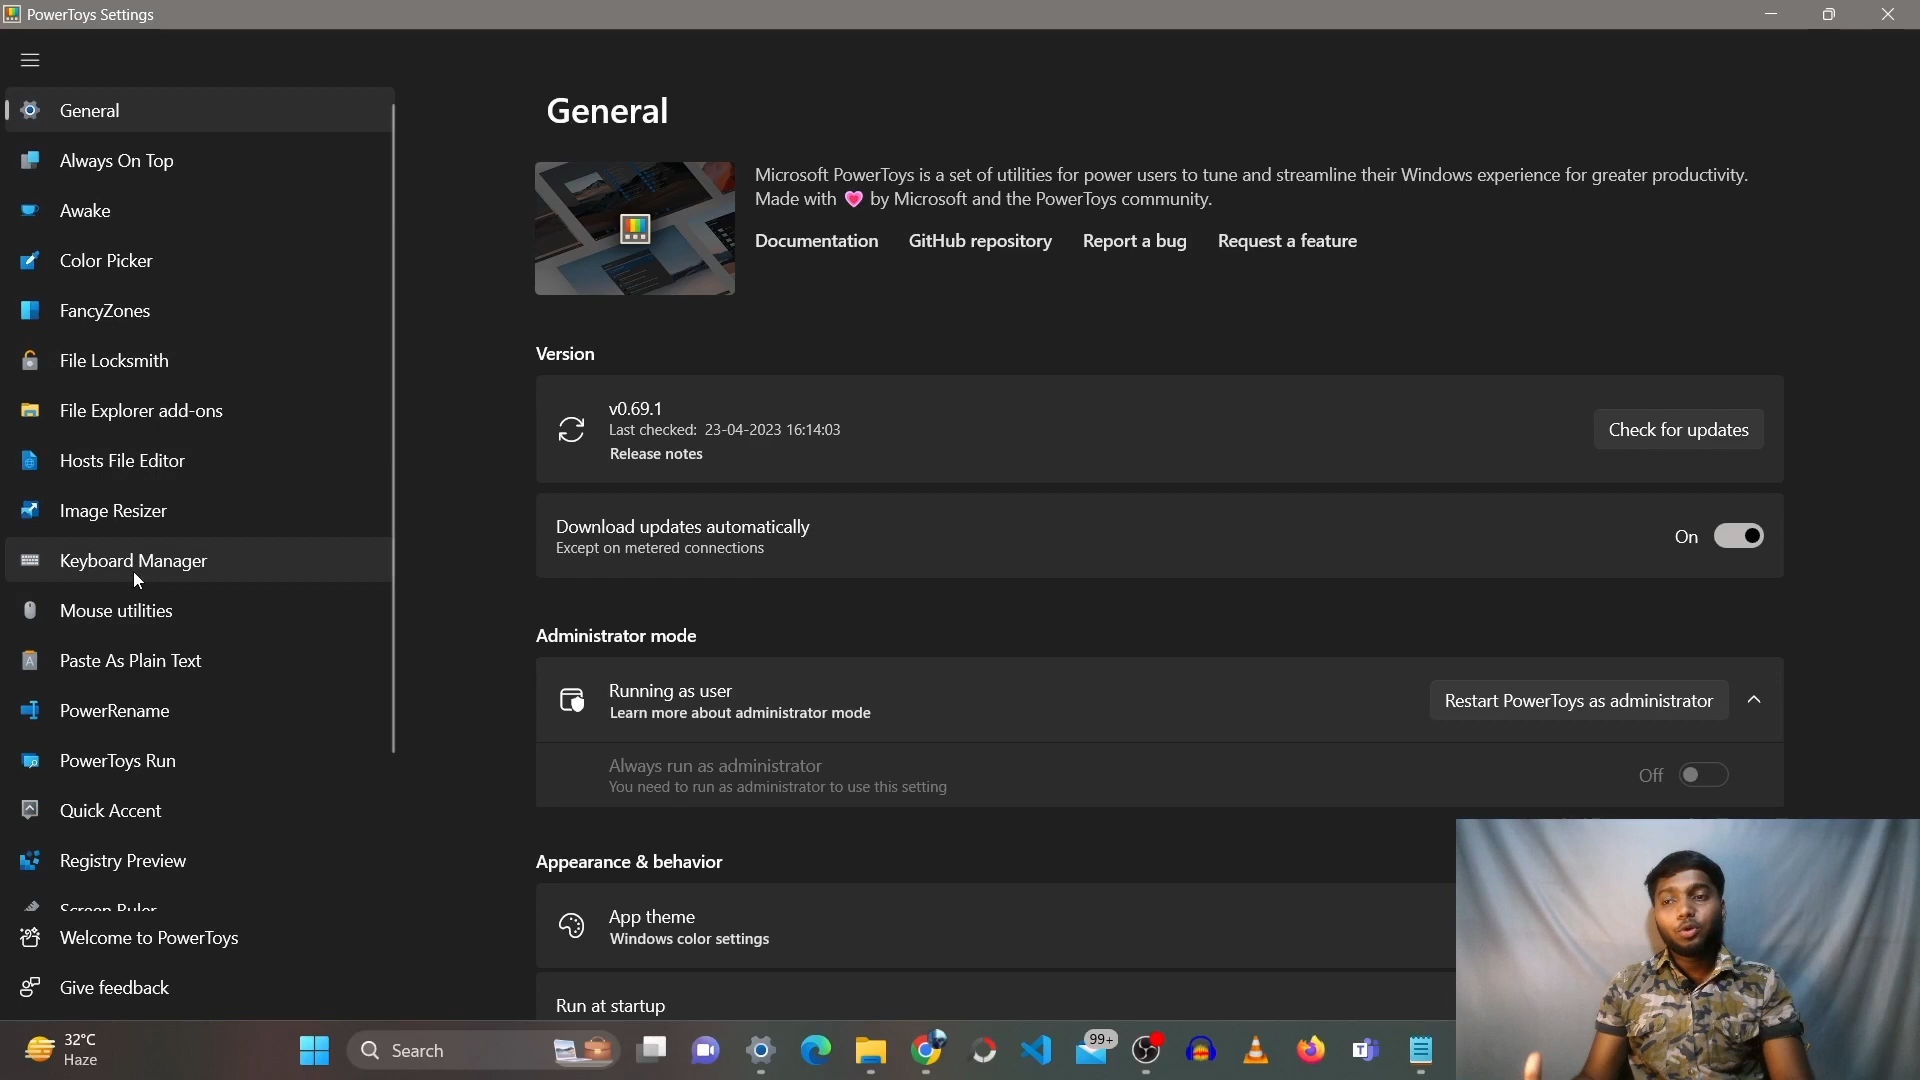 PowerToys Settings
General
Always On Top
Awake
Color Picker
FancyZones
File Locksmith
File Explorer add-ons
Hosts File Editor
Image Resizer
Keyboard Manager
Mouse utilities
Paste As Plain Text
PowerRename
PowerToys Run
Quick Accent
Registry Preview
Screen Ruler
Welcome to PowerToys
Give feedback
General
Microsoft PowerToys is a set of utilities for power users to tune and streamline their Windows experience for greater productivity.
Made with 💗 by Microsoft and the PowerToys community.
Documentation GitHub repository Report a bug Request a feature
Version
v0.69.1
Last checked: 23-04-2023 16:14:03
Release notes
Check for updates
Download updates automatically
Except on metered connections
On
Administrator mode
Running as user
Learn more about administrator mode
Restart PowerToys as administrator
Always run as administrator
You need to run as administrator to use this setting
Off
Appearance & behavior
App theme
Windows color settings
Run at startup
32°C
Haze
Search
99+